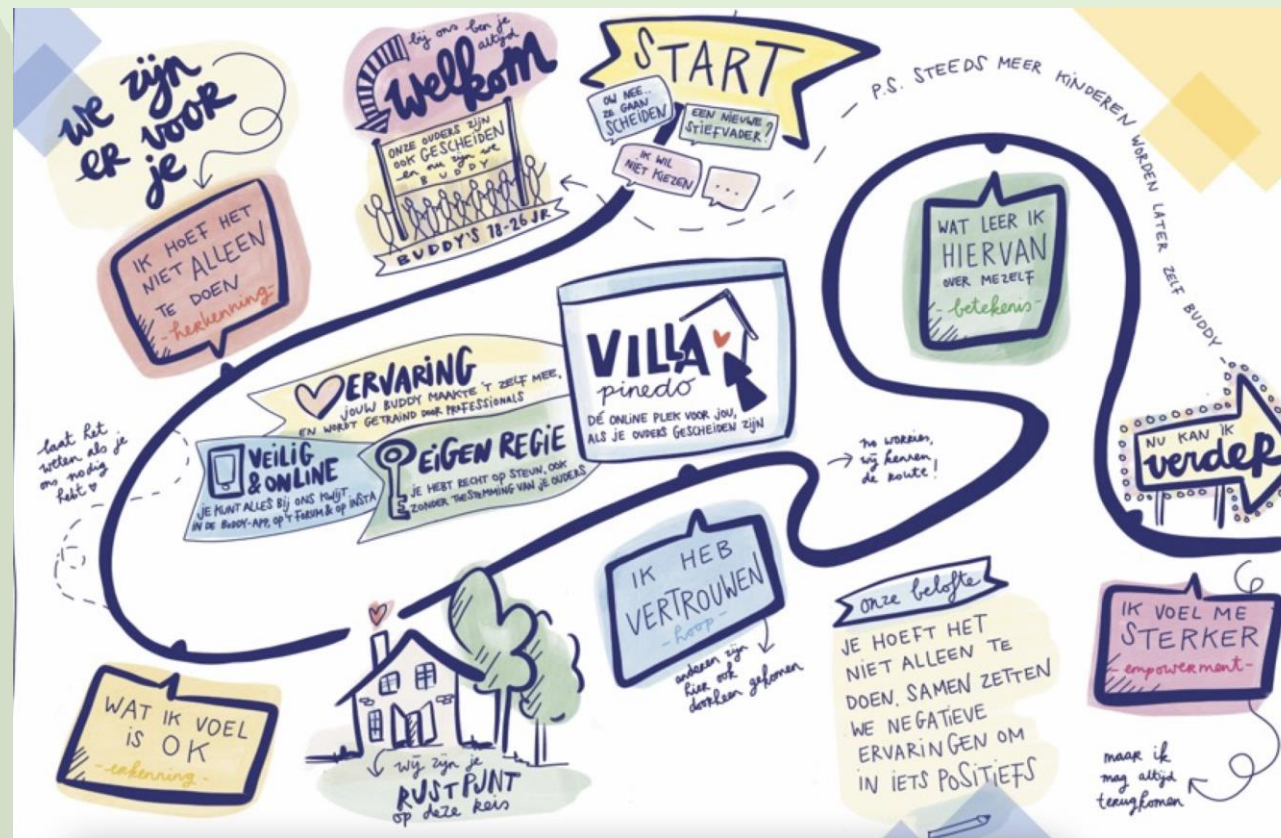 we zijn
er voor
je
bij ons ben je
altijd
welkom
ONZE OUDERS ZIJN
OOK GESCHEIDEN
en nu zijn we
BUDDY
BUDDY'S 18-26 JR
START
OW NEE..
ZE GAAN
SCHEIDEN
EEN NIEUWE
STIEFVADER?
IK WIL
NIET KIEZEN
...
P.S. STEEDS MEER KINDEREN WORDEN LATER ZELF BUDDY
IK HOEF HET
NIET ALLEEN
TE DOEN
-herkenning-
WAT LEER IK
HIERVAN
OVER MEZELF
-betekenis-
ERVARING
JOUW BUDDY MAAKTE 'T ZELF MEE,
EN WORDT GETRAIND DOOR PROFESSIONALS
VEILIG
& ONLINE
JE KUNT ALLES BIJ ONS KWIJT,
IN DE BUDDY-APP, OP 'T FORUM & OP INSTA
EIGEN REGIE
JE HEBT RECHT OP STEUN, OOK
ZONDER TOESTEMMING VAN JE OUDERS
VILLA
pinedo
DÉ ONLINE PLEK VOOR JOU,
ALS JE OUDERS GESCHEIDEN ZIJN
laat het
weten als je
ons nodig
hebt
no worries,
wij kennen
de route!
NU KAN IK
verder
WAT IK VOEL
IS OK
-erkenning-
wij zijn je
RUSTPUNT
op deze reis
IK HEB
VERTROUWEN
-hoop-
anderen zijn
hier ook
doorheen gekomen
onze belofte
JE HOEFT HET
NIET ALLEEN TE
DOEN. SAMEN ZETTEN
WE NEGATIEVE
ERVARINGEN OM
IN IETS POSITIEFS
IK VOEL ME
STERKER
-empowerment-
maar ik
mag altijd
terugkomen